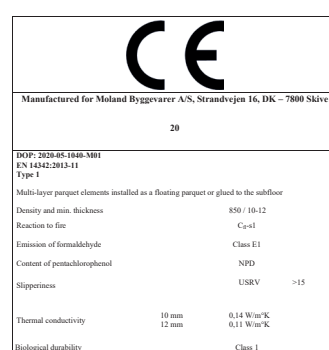 CE
Manufactured for Moland Byggevarer A/S, Strandvejen 16, DK – 7800 Skive
20
DOP: 2020-05-1040-M01
EN 14342:2013-11
Type 1
Multi-layer parquet elements installed as a floating parquet or glued to the subfloor
Density and min. thickness 850 / 10-12
Reaction to fire Cfl-s1
Emission of formaldehyde Class E1
Content of pentachlorophenol NPD
Slipperiness USRV >15
Thermal conductivity 10 mm 0,14 W/m°K
12 mm 0,11 W/m°K
Biological durability Class 1